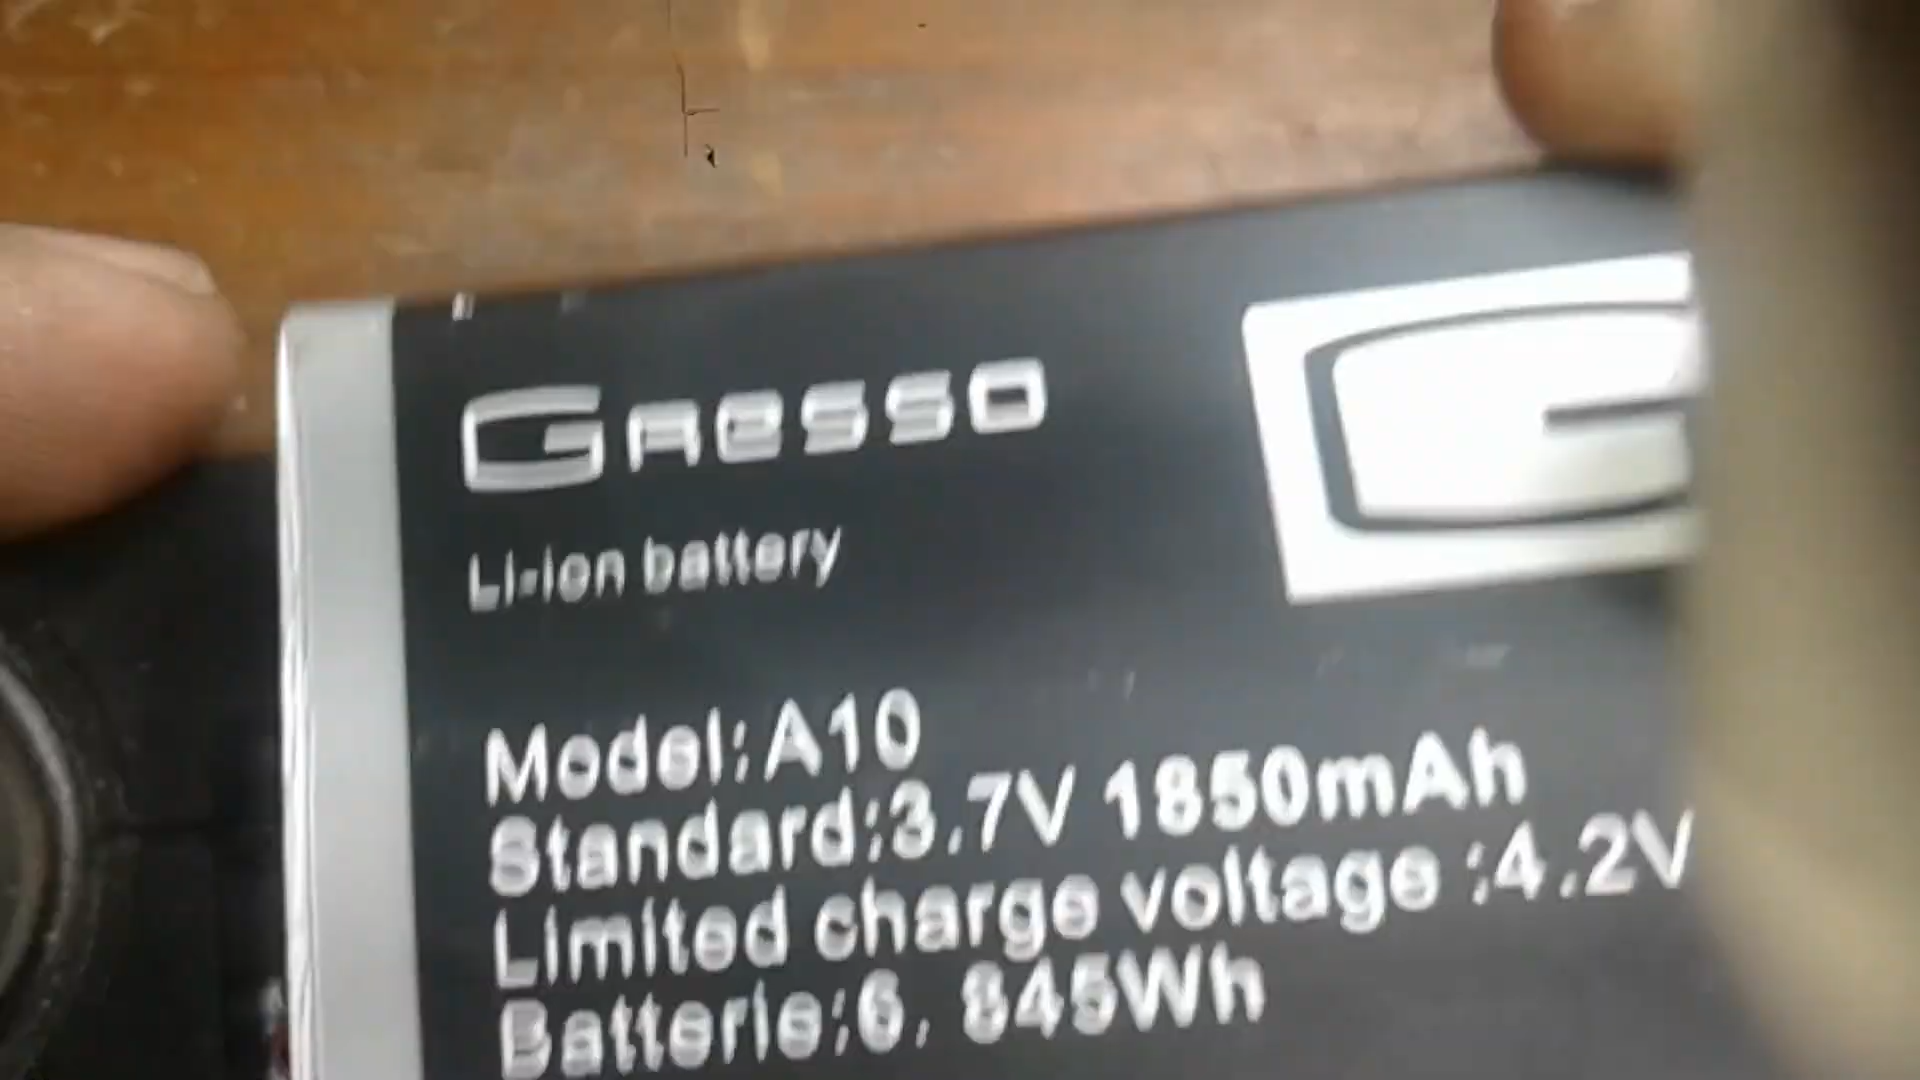 GRESSO
Li-ion battery
Model:A10
Standard:3.7V 1850mAh
Limited charge voltage :4.2V
Batterie:6, 845Wh